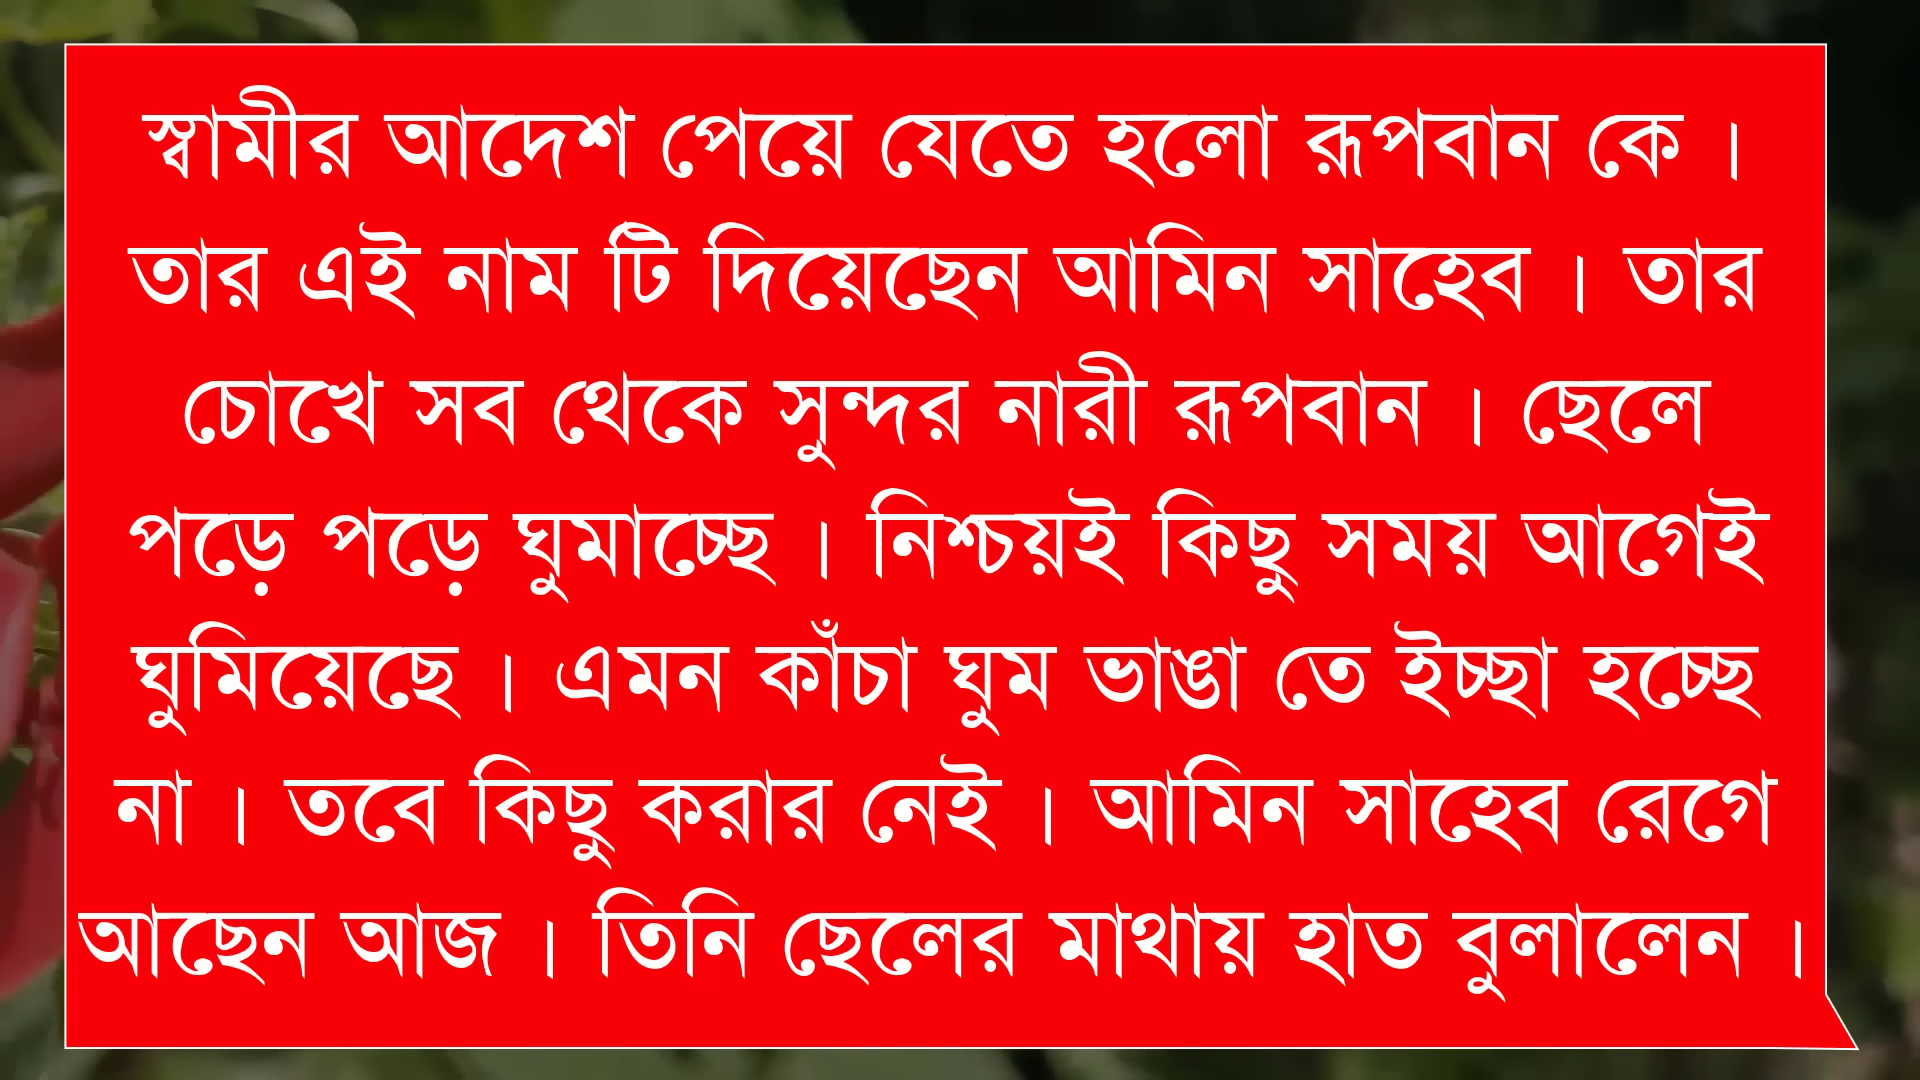 স্বামীর আদেশ পেয়ে যেতে হলো রূপবান কে ।
তার এই নাম টি দিয়েছেন আমিন সাহেব । তার
চোখে সব থেকে সুন্দর নারী রূপবান । ছেলে
পড়ে পড়ে ঘুমাচ্ছে । নিশ্চয়ই কিছু সময় আগেই
ঘুমিয়েছে । এমন কাঁচা ঘুম ভাঙা তে ইচ্ছা হচ্ছে
না । তবে কিছু করার নেই । আমিন সাহেব রেগে
আছেন আজ । তিনি ছেলের মাথায় হাত বুলালেন ।